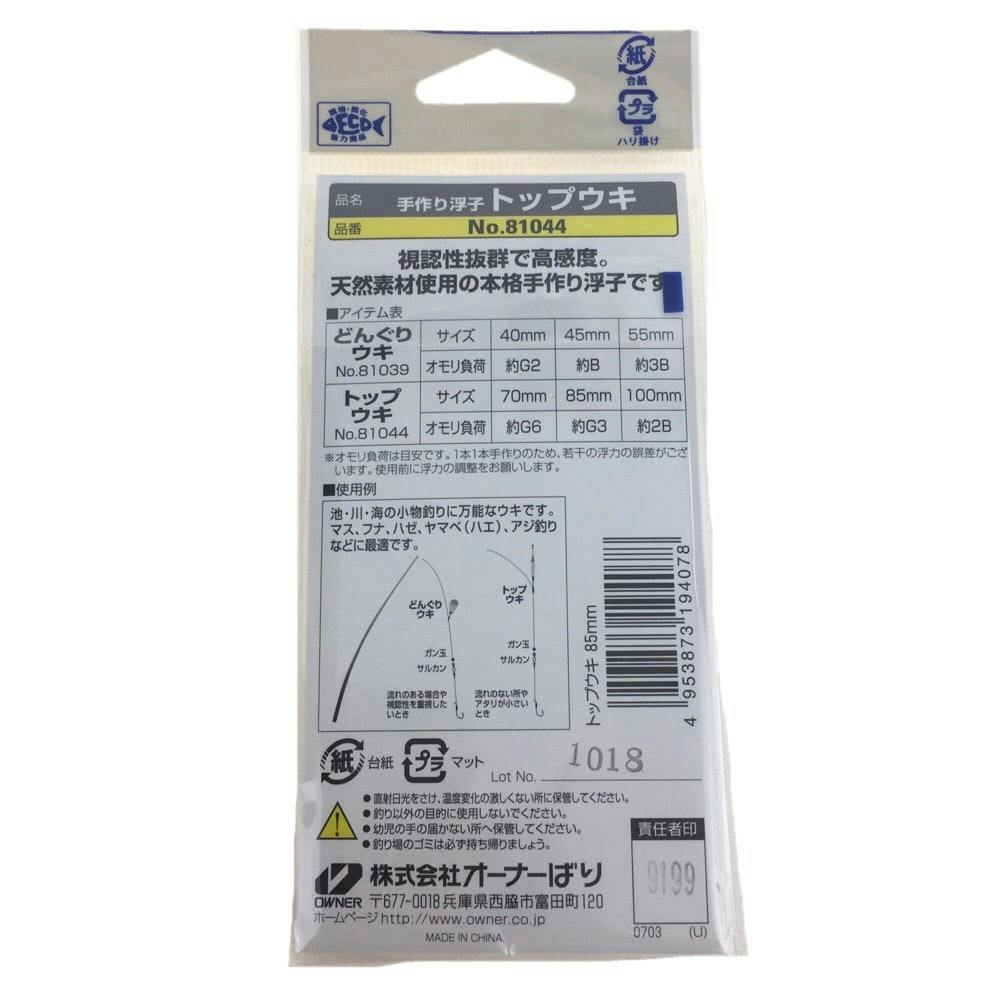 紙
台紙
プラ
袋
ハリ掛け
環境・美化
ECO
協力商品
品名 手作り浮子 トップウキ
品番 No.81044
視認性抜群で高感度。
天然素材使用の本格手作り浮子です
■アイテム表
どんぐりウキ No.81039 サイズ 40mm 45mm 55mm
オモリ負荷 約G2 約B 約3B
トップウキ No.81044 サイズ 70mm 85mm 100mm
オモリ負荷 約G6 約G3 約2B
※オモリ負荷は目安です。1本1本手作りのため、若干の浮力の誤差がござ
います。使用前に浮力の調整をお願いします。
■使用例
池・川・海の小物釣りに万能なウキです。
マス、フナ、ハゼ、ヤマベ(ハエ)、アジ釣り
などに最適です。
どんぐり
ウキ
ガン玉
サルカン
流れのある場合や
視認性を重視した
いとき
トップ
ウキ
ガン玉
サルカン
流れのない所や
アタリが小さい
とき
トップウキ 85mm
4 953873 194078
紙 台紙 プラ マット
Lot No. 1018
●直射日光をさけ、温度変化の激しくない所に保管してください。
●釣り以外の目的に使用しないでください。
●幼児の手の届かない所へ保管してください。
●釣り場のゴミは必ず持ち帰りましょう。
責任者印
9199
0703 (U)
OWNER
株式会社オーナーばり
〒677-0018 兵庫県西脇市富田町120
ホームページ http://www.owner.co.jp
MADE IN CHINA.